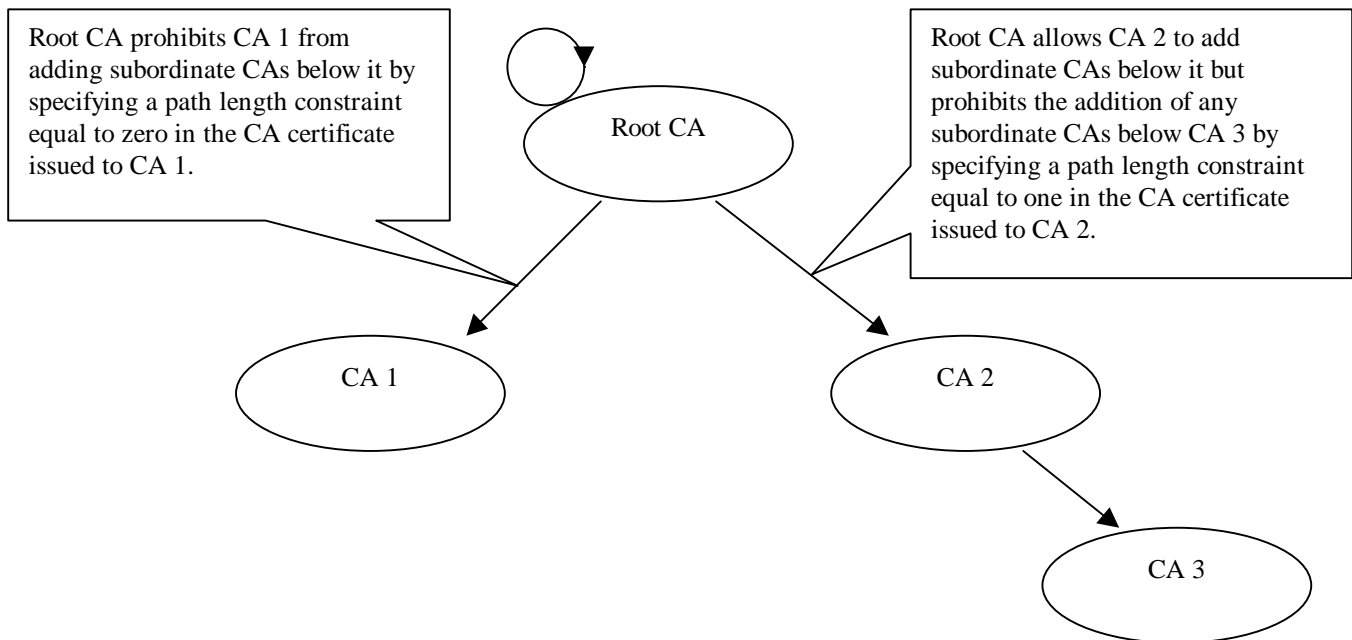 Root CA prohibits CA 1 from
adding subordinate CAs below it by
specifying a path length constraint
equal to zero in the CA certificate
issued to CA 1.
Root CA
Root CA allows CA 2 to add
subordinate CAs below it but
prohibits the addition of any
subordinate CAs below CA 3 by
specifying a path length constraint
equal to one in the CA certificate
issued to CA 2.
CA 1
CA 2
CA 3